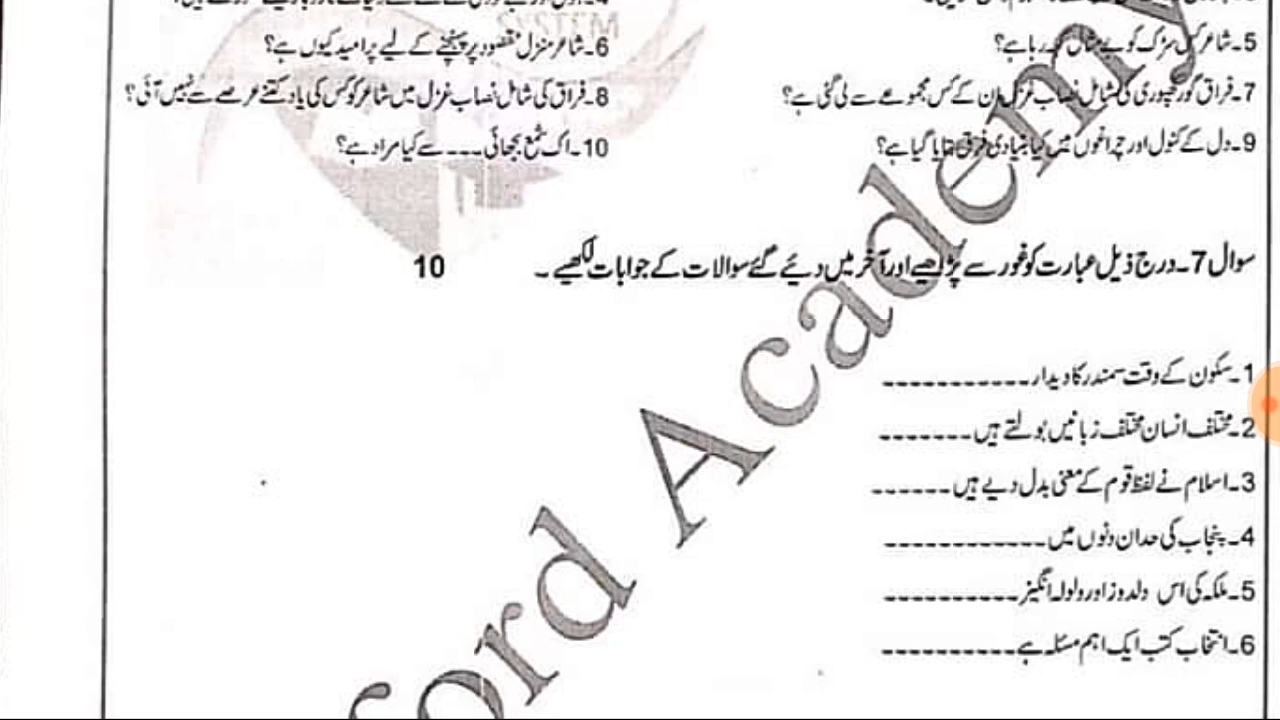 SYSTEM
5۔شاعر کس سڑک کو بے مثال کہہ رہا ہے؟ 6۔شاعر منزل مقصود پر پہنچنے کے لیے پرامید کیوں ہے؟
7۔فراق گورکھپوری کی شامل نصاب غزل ان کے کس مجموعے سے لی گئی ہے؟ 8۔فراق کی شامل نصاب غزل میں شاعر کو کس کی یاد کتنے عرصے سے نہیں آئی؟
9۔دل کے کنول اور چراغوں میں کیا بنیادی فرق بتایا گیا ہے؟ 10۔اک شمع بجھائی ۔۔۔ سے کیا مراد ہے؟
سوال 7۔درج ذیل عبارت کو غور سے پڑھیے اور آخر میں دیئے گئے سوالات کے جوابات لکھیے ۔ 10
1۔سکون کے وقت سمندر کا دیدار ------------
2۔مختلف انسان مختلف زبانیں بولتے ہیں -------
3۔اسلام نے لفظ قوم کے معنی بدل دیے ہیں ------
4۔پنجاب کی حد ان دنوں میں ------------
5۔ملکہ کی اس دلدوز اور ولولہ انگیز ----------
6۔انتخاب کتب ایک اہم مسئلہ ہے ----------
ord Academy